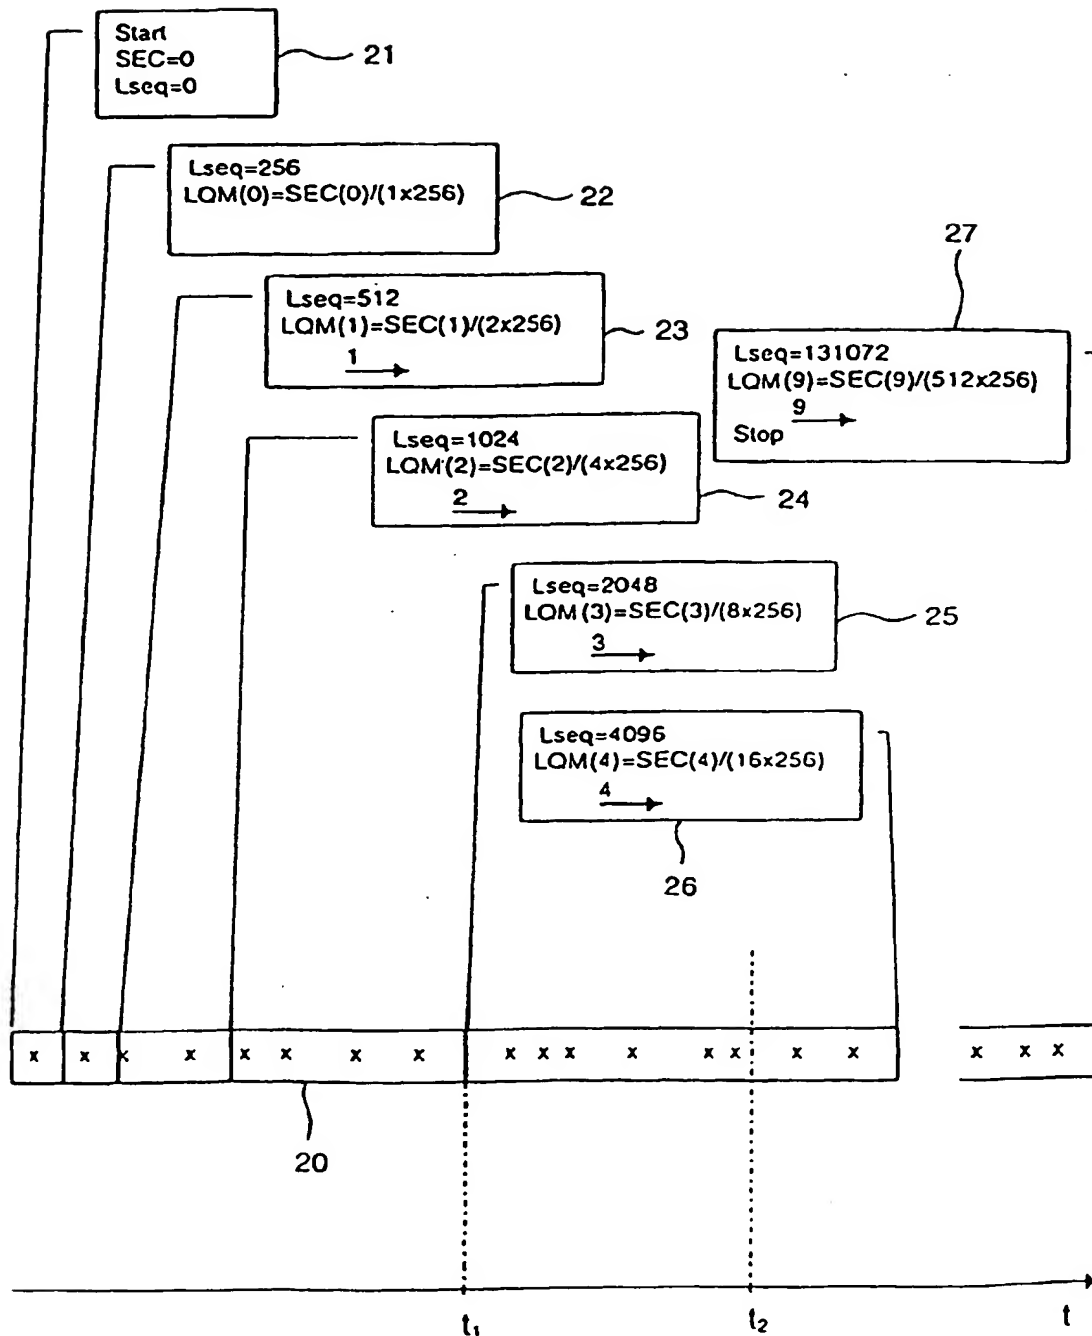 Start
SEC=0
Lseq=0
21
Lseq=256
LQM(0)=SEC(0)/(1x256)
22
Lseq=512
LQM(1)=SEC(1)/(2x256)
1
23
27
Lseq=131072
LQM(9)=SEC(9)/(512x256)
9
Stop
Lseq=1024
LQM(2)=SEC(2)/(4x256)
2
24
Lseq=2048
LQM(3)=SEC(3)/(8x256)
3
25
Lseq=4096
LQM(4)=SEC(4)/(16x256)
4
26
x x x x x x x x x x x x x x x x x x x
20
t₁ t₂ t